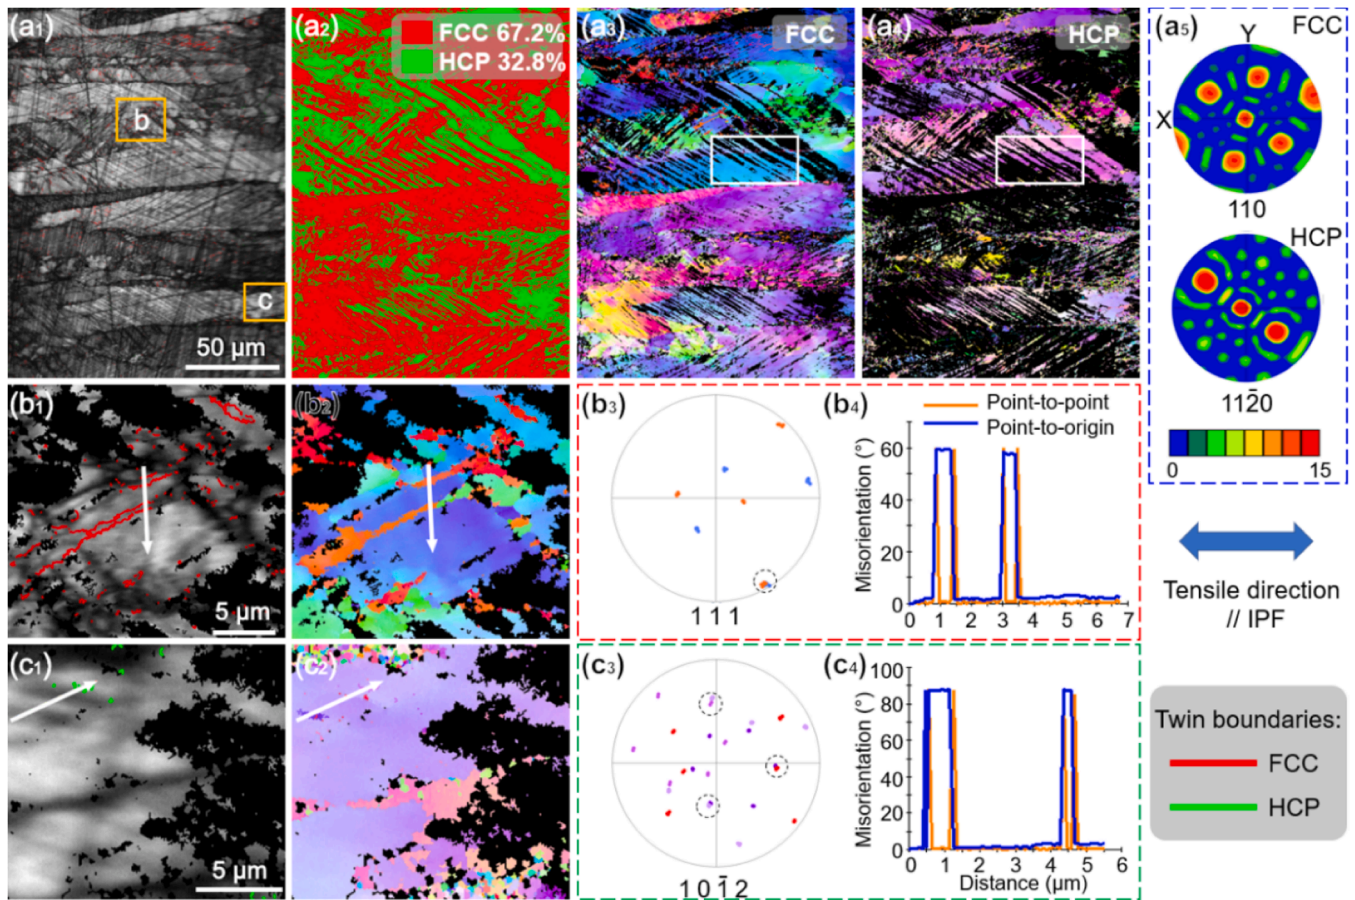 (a1)
b
c
50 μm
(a2)
FCC 67.2%
HCP 32.8%
(a3)
FCC
(a4)
HCP
(a5)
FCC
Y
X
110
HCP
112̄0
0 15
(b1)
5 μm
(b2)
(b3)
1 1 1
(b4)
Point-to-point
Point-to-origin
Misorientation (°)
60
40
20
0
0 1 2 3 4 5 6 7
Tensile direction
// IPF
(c1)
5 μm
(c2)
(c3)
1 0 1̄ 2
(c4)
Misorientation (°)
100
80
60
40
20
0
0 1 2 3 4 5 6
Distance (μm)
Twin boundaries:
FCC
HCP